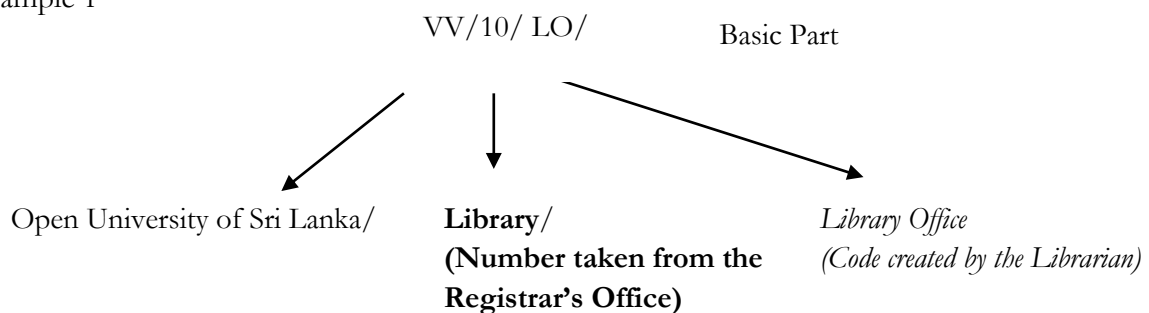 VV/10/ LO/
Basic Part
Open University of Sri Lanka/
Library/
(Number taken from the
Registrar's Office)
Library Office
(Code created by the Librarian)